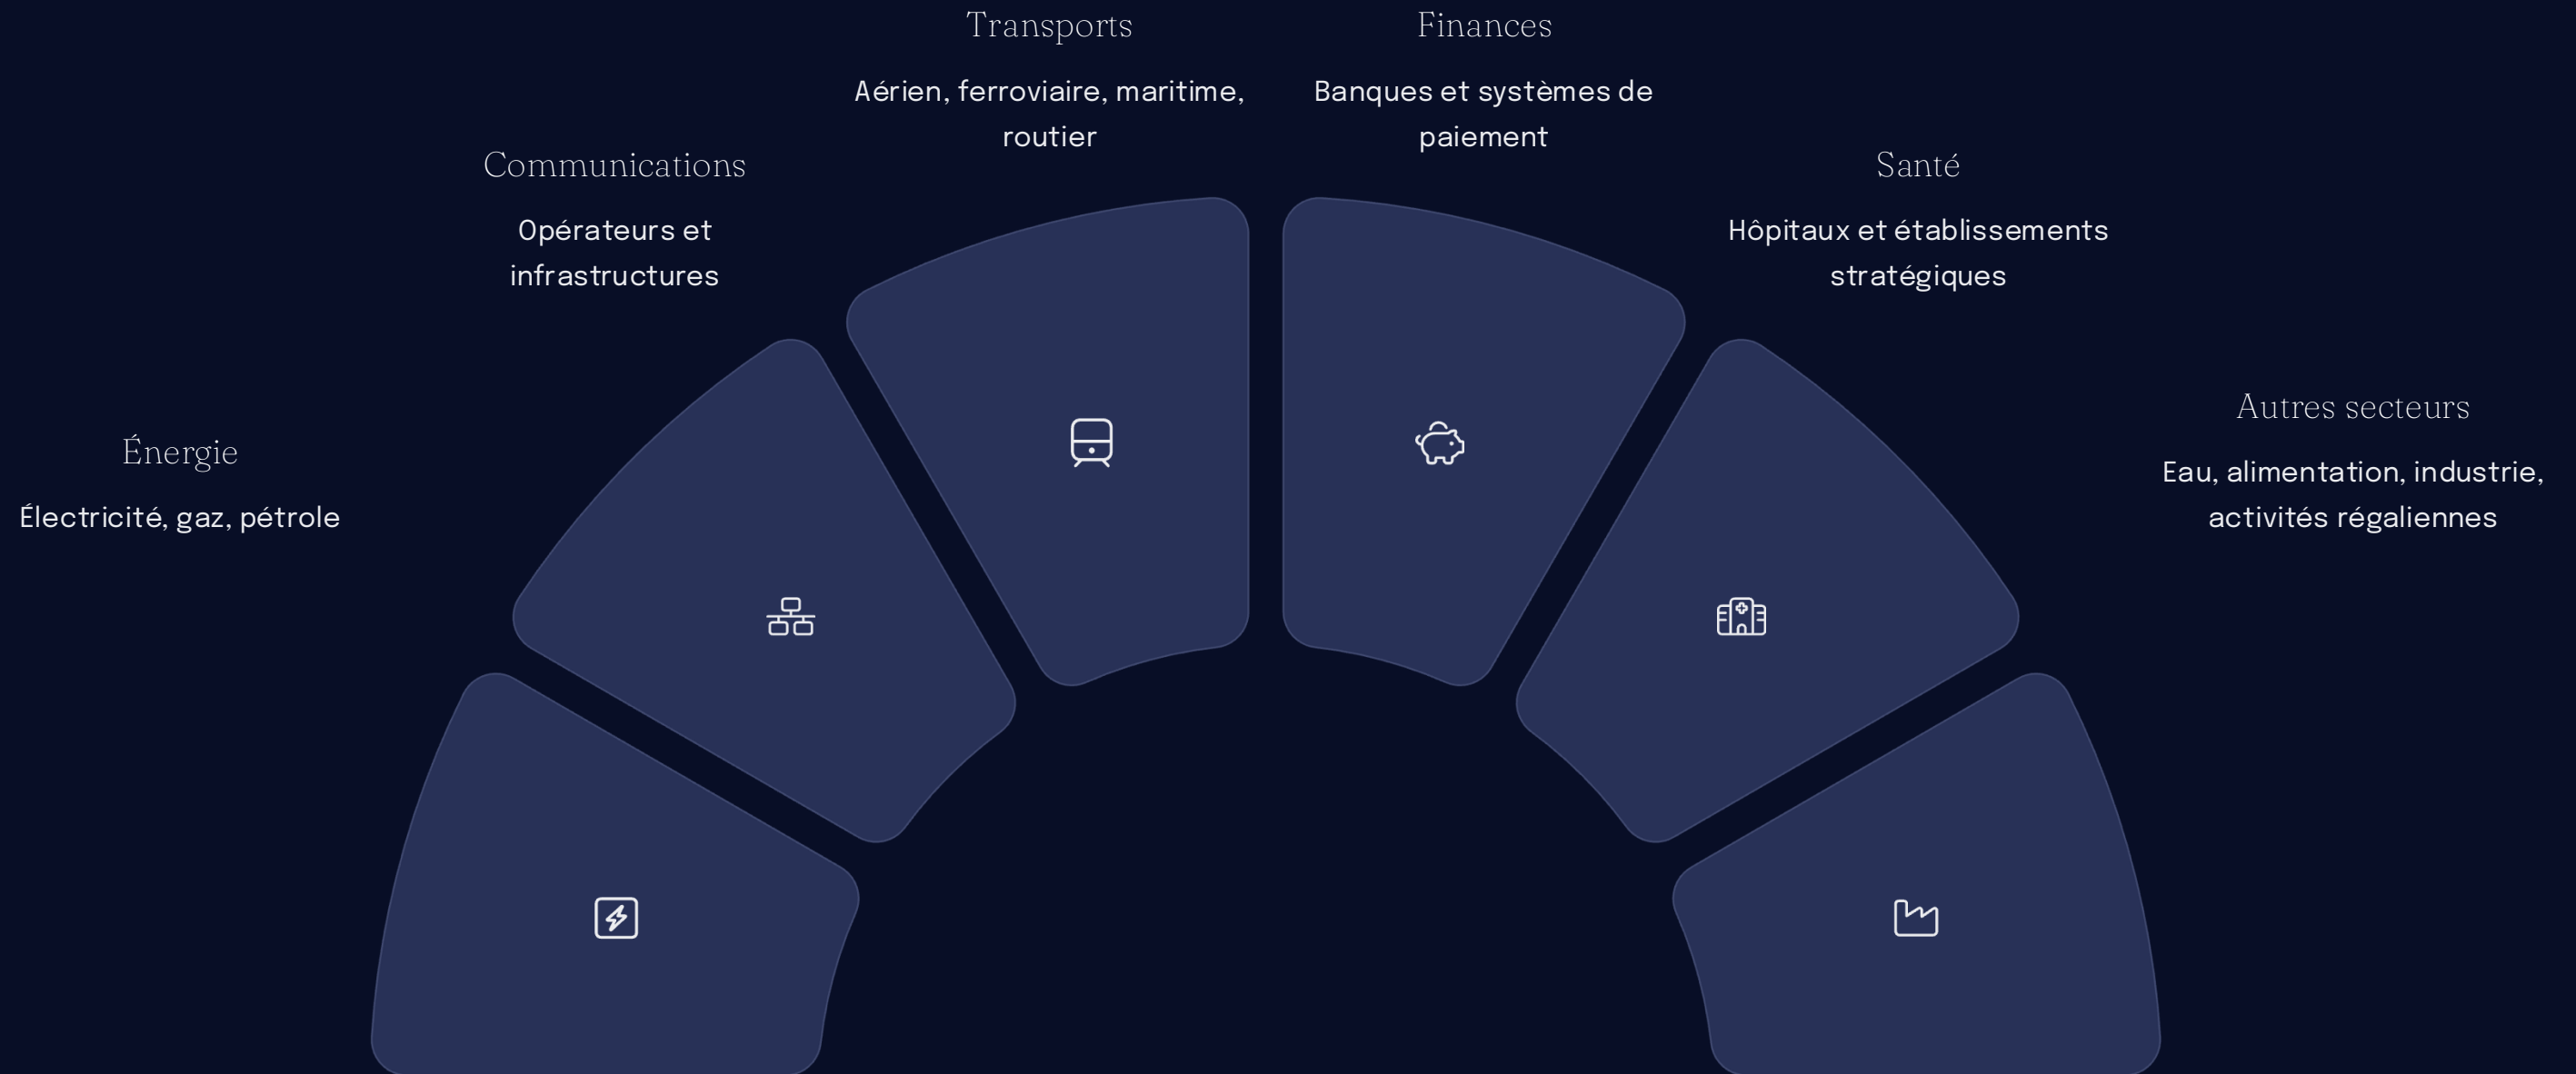 Énergie
Électricité, gaz, pétrole
Communications
Opérateurs et
infrastructures
Transports
Aérien, ferroviaire, maritime,
routier
Finances
Banques et systèmes de
paiement
Santé
Hôpitaux et établissements
stratégiques
Autres secteurs
Eau, alimentation, industrie,
activités régaliennes